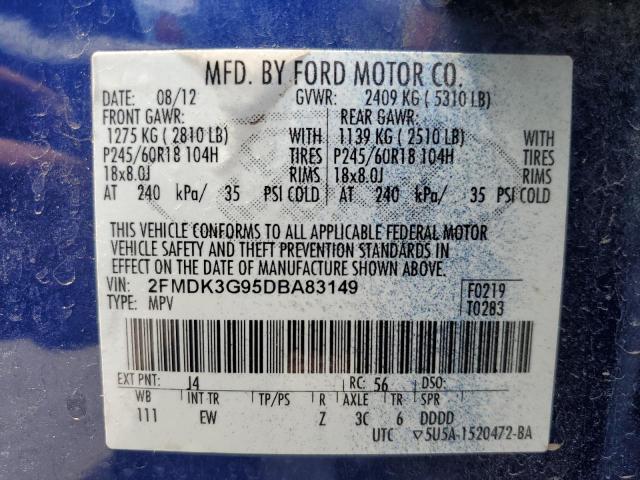 MFD. BY FORD MOTOR CO.
DATE: 08/12 GVWR: 2409 KG ( 5310 LB)
FRONT GAWR: REAR GAWR:
1275 KG ( 2810 LB) WITH 1139 KG ( 2510 LB) WITH
P245/60R18 104H TIRES P245/60R18 104H TIRES
18x8.0J RIMS 18x8.0J RIMS
AT 240 kPa/ 35 PSI COLD AT 240 kPa/ 35 PSI COLD
THIS VEHICLE CONFORMS TO ALL APPLICABLE FEDERAL MOTOR
VEHICLE SAFETY AND THEFT PREVENTION STANDARDS IN
EFFECT ON THE DATE OF MANUFACTURE SHOWN ABOVE.
VIN: 2FMDK3G95DBA83149 F0219
TYPE: MPV T0283
EXT PNT: J4 RC: 56 DSO:
WB INT TR TP/PS R AXLE TR SPR
111 EW Z 3C 6 DDDD
UTC ▽5U5A-1520472-BA